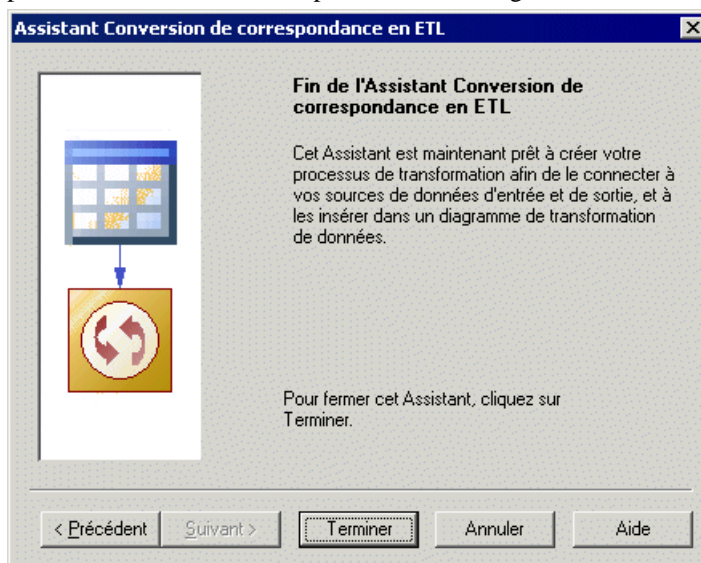 Assistant Conversion de correspondance en ETL
Fin de l'Assistant Conversion de
correspondance en ETL
Cet Assistant est maintenant prêt à créer votre
processus de transformation afin de le connecter à
vos sources de données d'entrée et de sortie, et à
les insérer dans un diagramme de transformation
de données.
Pour fermer cet Assistant, cliquez sur
Terminer.
< Précédent Suivant > Terminer Annuler Aide